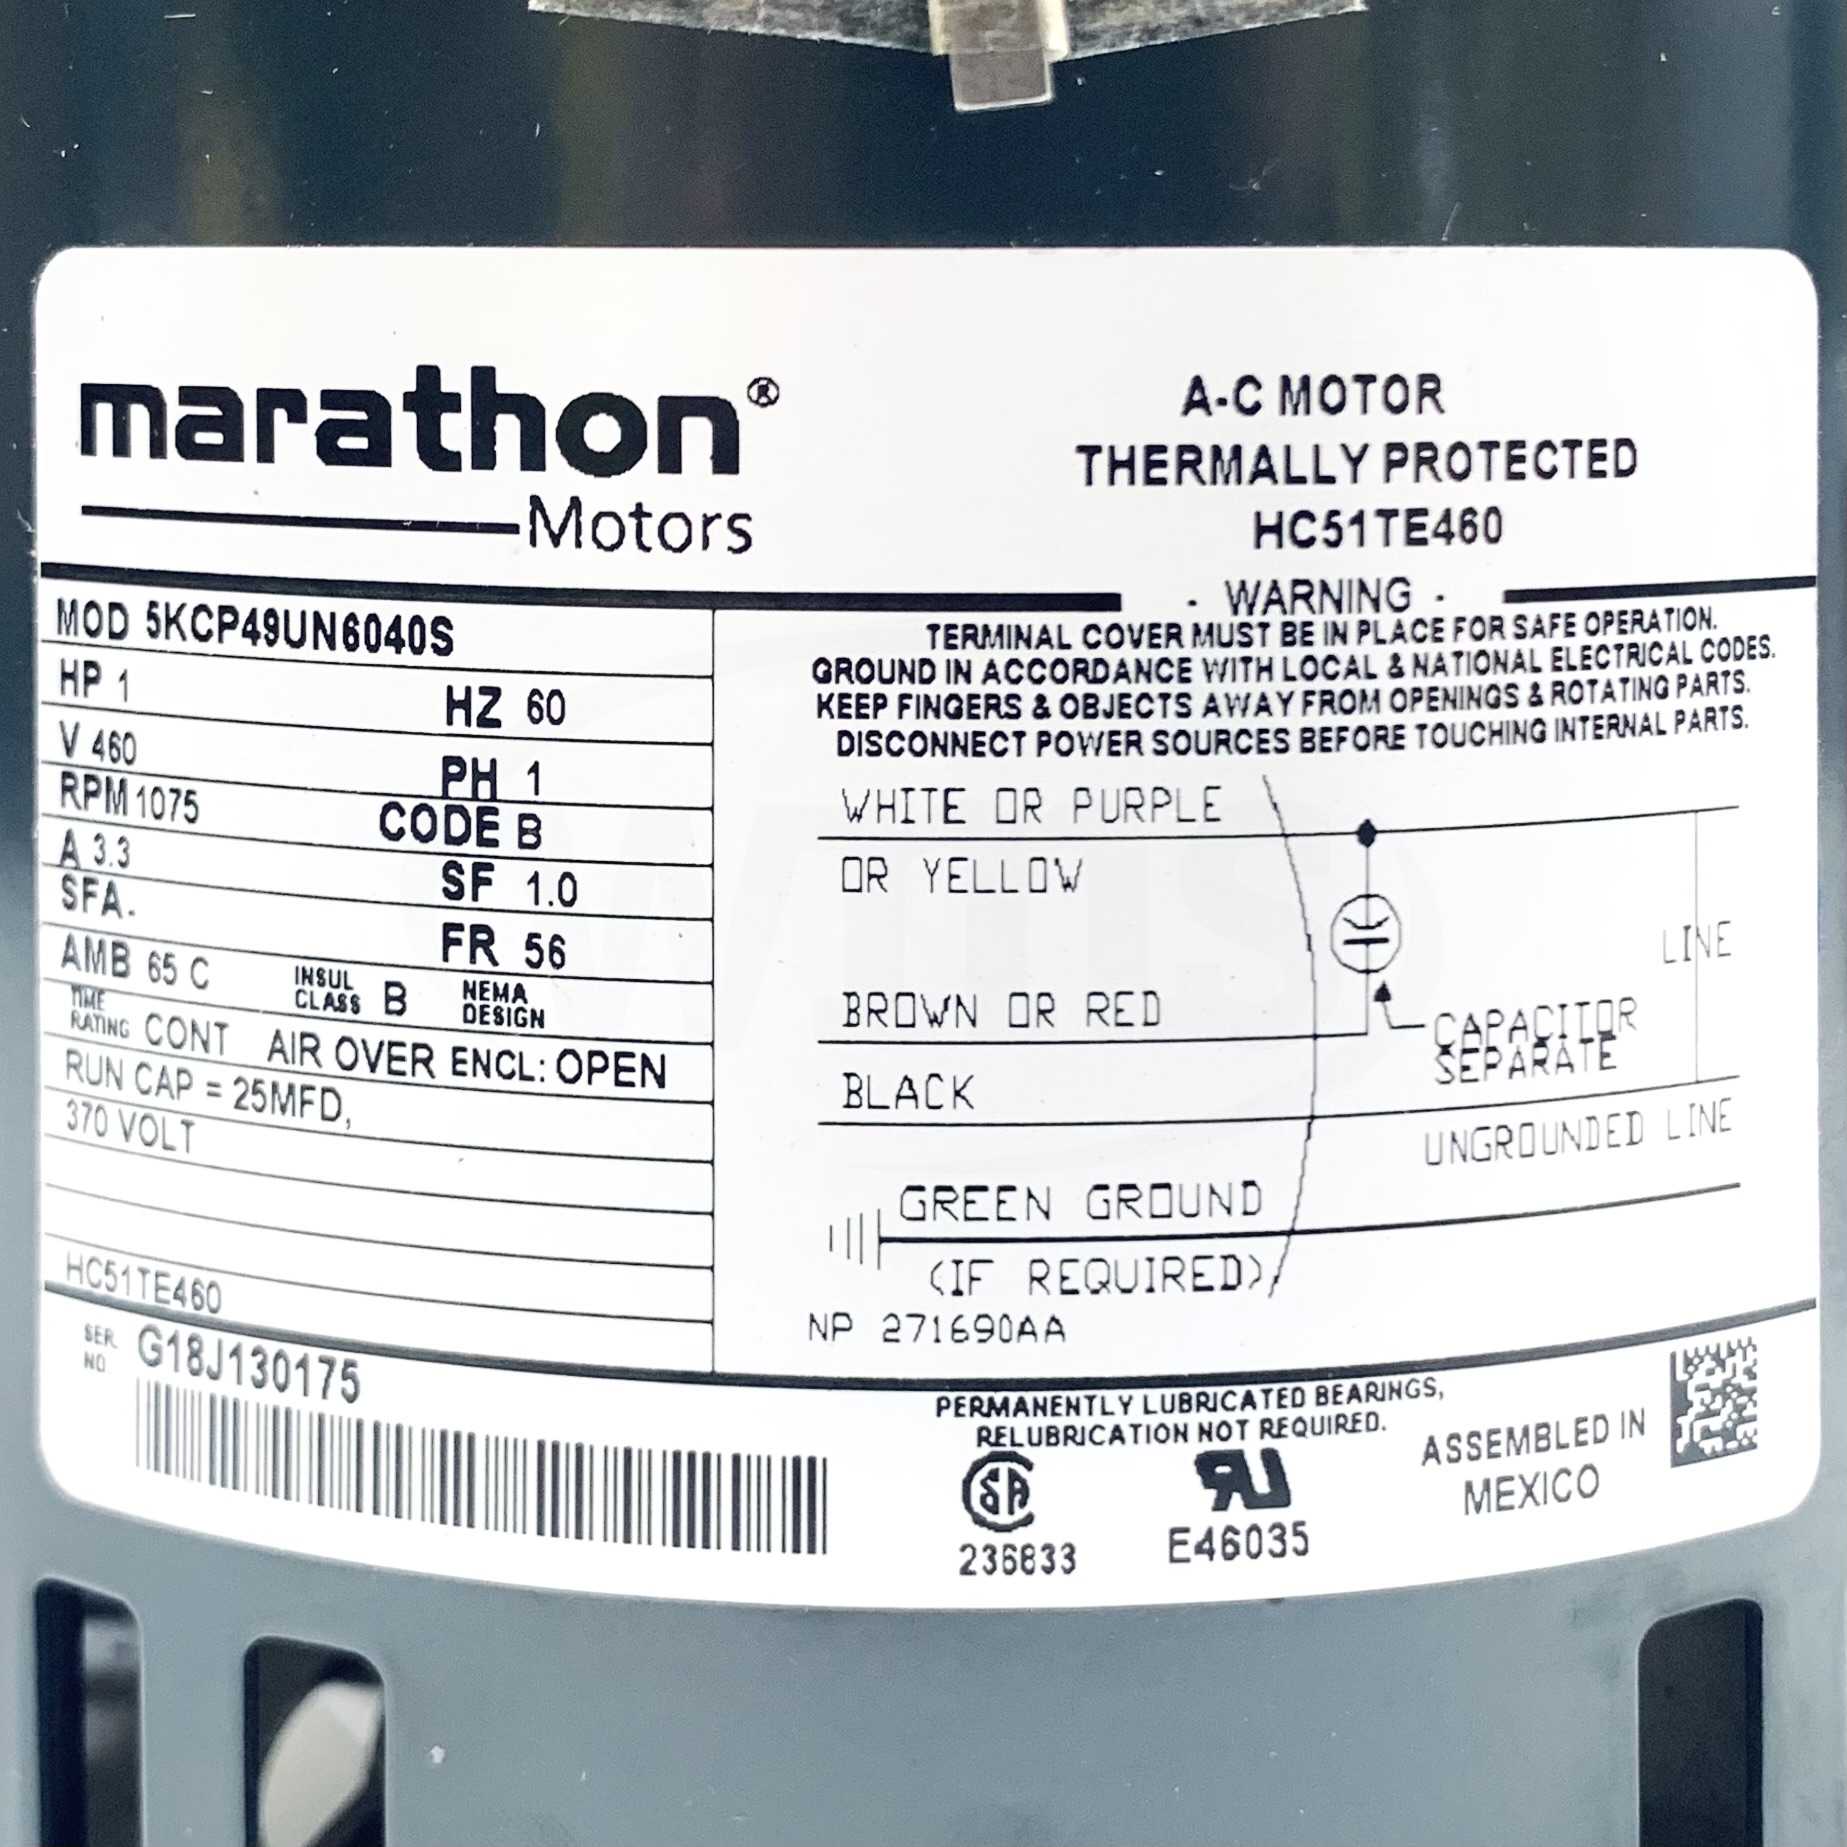 marathon®
Motors
A-C MOTOR
THERMALLY PROTECTED
HC51TE460
MOD 5KCP49UN6040S
HP 1 HZ 60
V 460 PH 1
RPM 1075 CODE B
A 3.3 SF 1.0
SFA. FR 56
AMB 65 C INSUL CLASS B NEMA DESIGN
TIME RATING CONT AIR OVER ENCL: OPEN
RUN CAP = 25MFD,
370 VOLT
HC51TE460
- WARNING -
TERMINAL COVER MUST BE IN PLACE FOR SAFE OPERATION.
GROUND IN ACCORDANCE WITH LOCAL & NATIONAL ELECTRICAL CODES.
KEEP FINGERS & OBJECTS AWAY FROM OPENINGS & ROTATING PARTS.
DISCONNECT POWER SOURCES BEFORE TOUCHING INTERNAL PARTS.
WHITE OR PURPLE
OR YELLOW
LINE
BROWN OR RED
CAPACITOR
SEPARATE
BLACK
UNGROUNDED LINE
GREEN GROUND
(IF REQUIRED)
NP 271690AA
SER. NO G18J130175
PERMANENTLY LUBRICATED BEARINGS,
RELUBRICATION NOT REQUIRED.
SA
236833
UR
E46035
ASSEMBLED IN
MEXICO